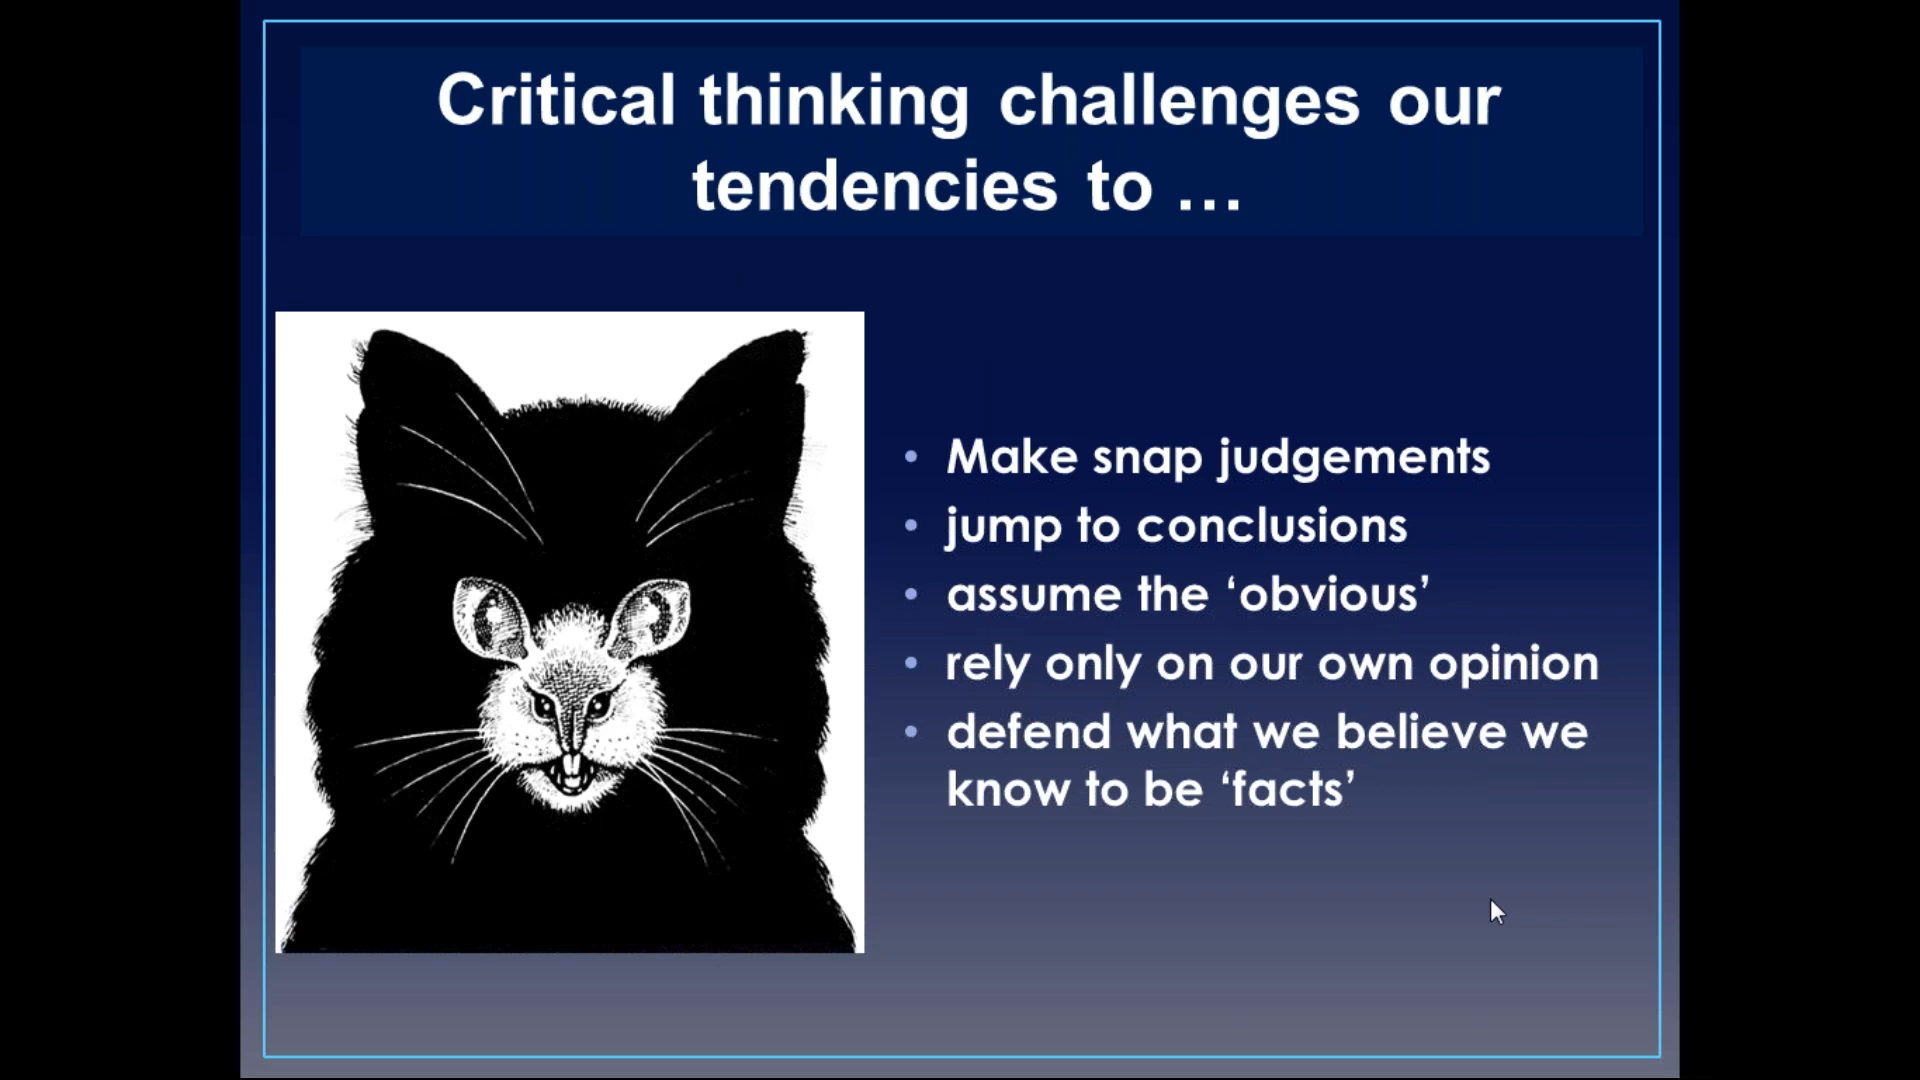 Critical thinking challenges our
tendencies to …
• Make snap judgements
• jump to conclusions
• assume the ‘obvious’
• rely only on our own opinion
• defend what we believe we
know to be ‘facts’